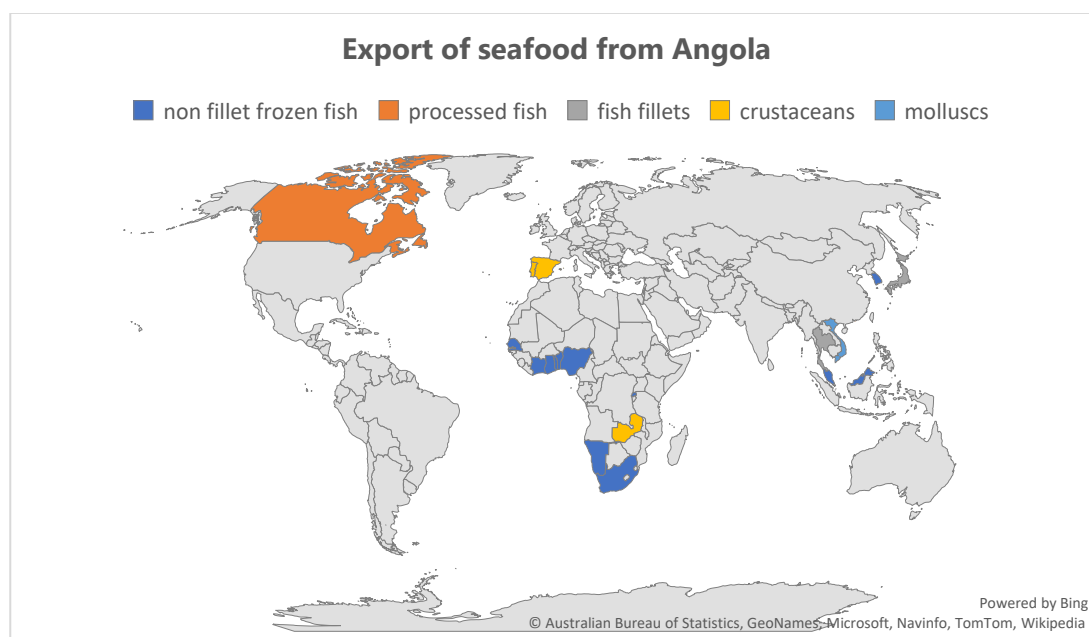 Export of seafood from Angola
non fillet frozen fish processed fish fish fillets crustaceans molluscs
Powered by Bing
© Australian Bureau of Statistics, GeoNames, Microsoft, Navinfo, TomTom, Wikipedia